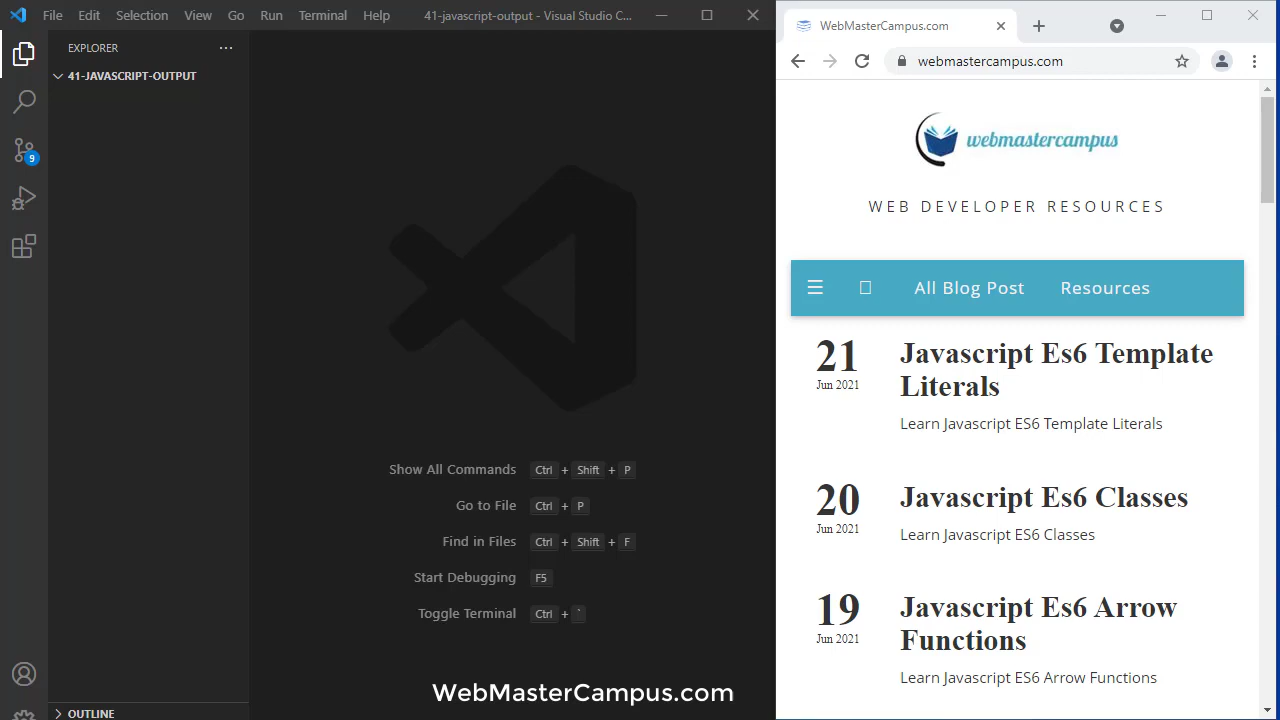 File Edit Selection View Go Run Terminal Help 41-javascript-output - Visual Studio C...
EXPLORER
41-JAVASCRIPT-OUTPUT
9
Show All Commands Ctrl + Shift + P
Go to File Ctrl + P
Find in Files Ctrl + Shift + F
Start Debugging F5
Toggle Terminal Ctrl + `
OUTLINE
WebMasterCampus.com
WebMasterCampus.com
webmastercampus.com
webmastercampus
WEB DEVELOPER RESOURCES
All Blog Post Resources
21
Jun 2021
Javascript Es6 Template
Literals
Learn Javascript ES6 Template Literals
20
Jun 2021
Javascript Es6 Classes
Learn Javascript ES6 Classes
19
Jun 2021
Javascript Es6 Arrow
Functions
Learn Javascript ES6 Arrow Functions